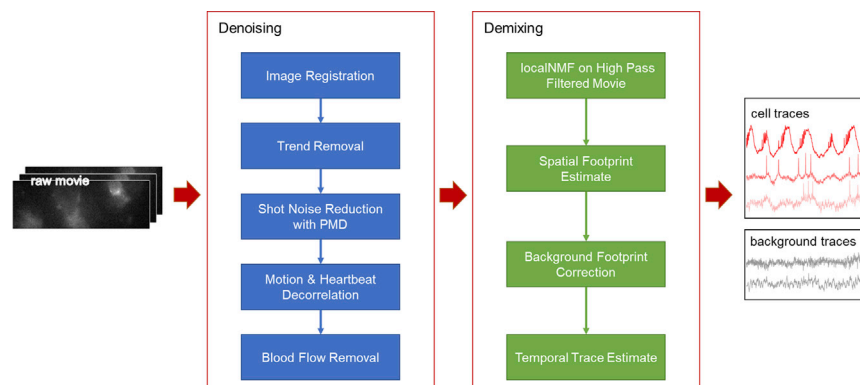 raw movie
Denoising
Image Registration
Trend Removal
Shot Noise Reduction
with PMD
Motion & Heartbeat
Decorrelation
Blood Flow Removal
Demixing
localNMF on High Pass
Filtered Movie
Spatial Footprint
Estimate
Background Footprint
Correction
Temporal Trace Estimate
cell traces
background traces